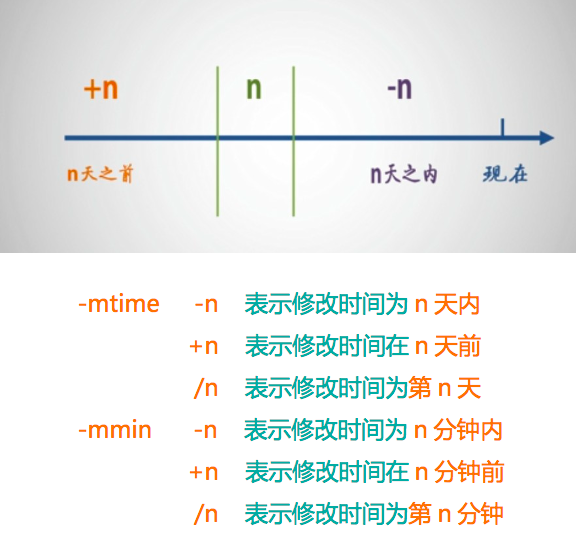 +n n -n
n天之前 n天之内 现在
-mtime -n 表示修改时间为 n 天内
+n 表示修改时间在 n 天前
/n 表示修改时间为第 n 天
-mmin -n 表示修改时间为 n 分钟内
+n 表示修改时间在 n 分钟前
/n 表示修改时间为第 n 分钟